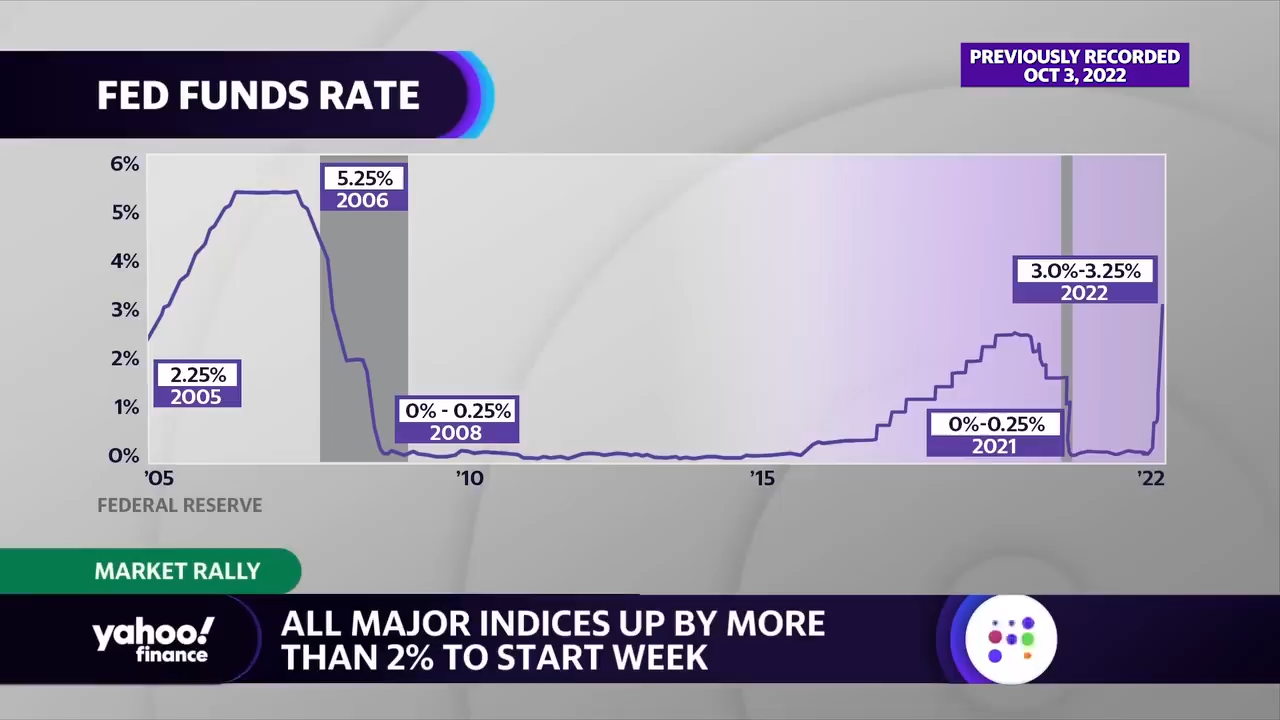 PREVIOUSLY RECORDED
OCT 3, 2022
FED FUNDS RATE
6%
5%
4%
3%
2%
1%
0%
5.25%
2006
3.0%-3.25%
2022
2.25%
2005
0% - 0.25%
2008
0%-0.25%
2021
'05
'10
'15
'22
FEDERAL RESERVE
MARKET RALLY
yahoo!
finance
ALL MAJOR INDICES UP BY MORE
THAN 2% TO START WEEK